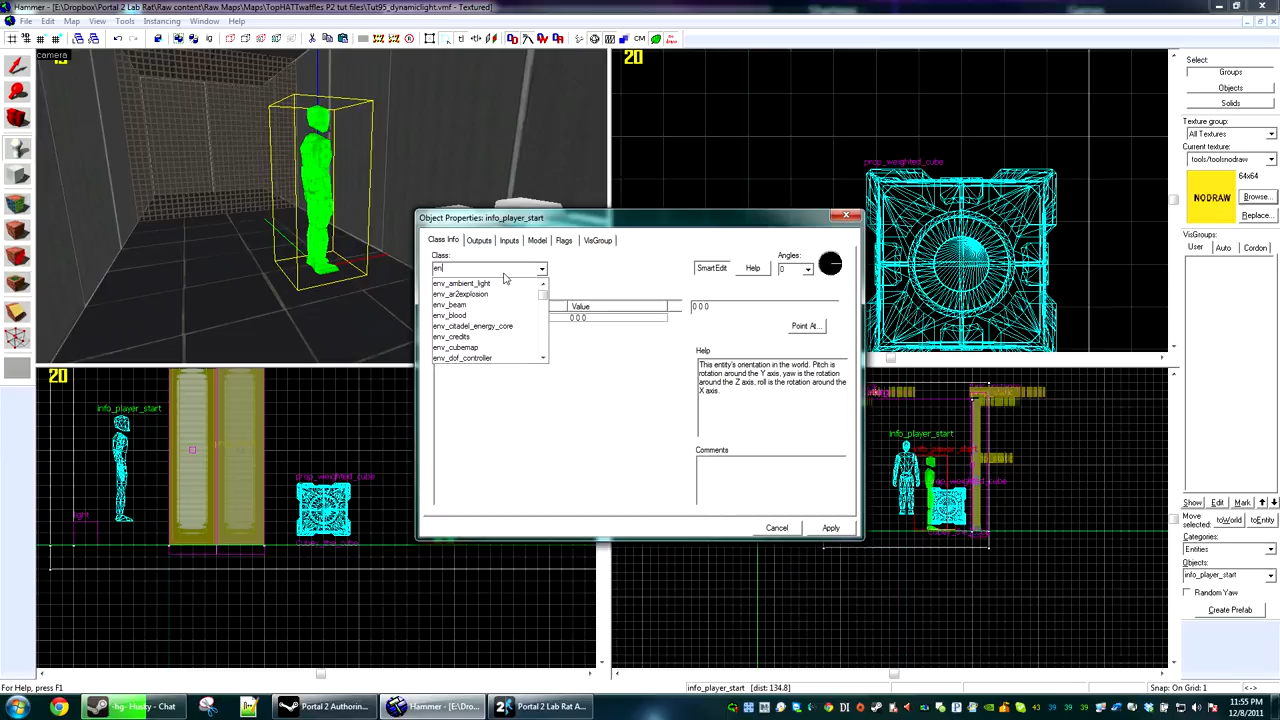 Hammer - [E:\Dropbox\Portal 2 Lab Rat\Raw content\Raw Maps\Maps\TopHATTwaffles P2 tut files\Tut95_dynamiclight.vmf - Textured]
File Edit Map View Tools Instancing Window Help
camera
20
prop_weighted_cube
Select:
Groups
Objects
Solids
Texture group:
All Textures
Current texture:
tools/toolsnodraw
64x64
NODRAW
Browse...
Replace...
VisGroups:
User Auto Cordon
Object Properties: info_player_start
Class Info Outputs Inputs Model Flags VisGroup
Class:
en
env_ambient_light
env_ar2explosion
env_beam
env_blood
env_citadel_energy_core
env_credits
env_cubemap
env_dof_controller
SmartEdit
Help
Angles:
0
Value
0 0 0
0 0 0
Point At...
Help
This entity's orientation in the world. Pitch is
rotation around the Y axis, yaw is the rotation
around the Z axis, roll is the rotation around the
X axis.
Comments
Cancel
Apply
20
info_player_start
light
prop_weighted_cube
info_player_start
Show Edit Mark
Move
selected:
toWorld
toEntity
Categories:
Entities
Objects:
info_player_start
Random Yaw
Create Prefab
For Help, press F1
info_player_start [dist: 134.8]
Snap: On Grid: 1
<->
-hg- Husty - Chat
Portal 2 Authorin...
Hammer - [E:\Dro...
Portal 2 Lab Rat A...
43
11:55 PM
12/8/2011